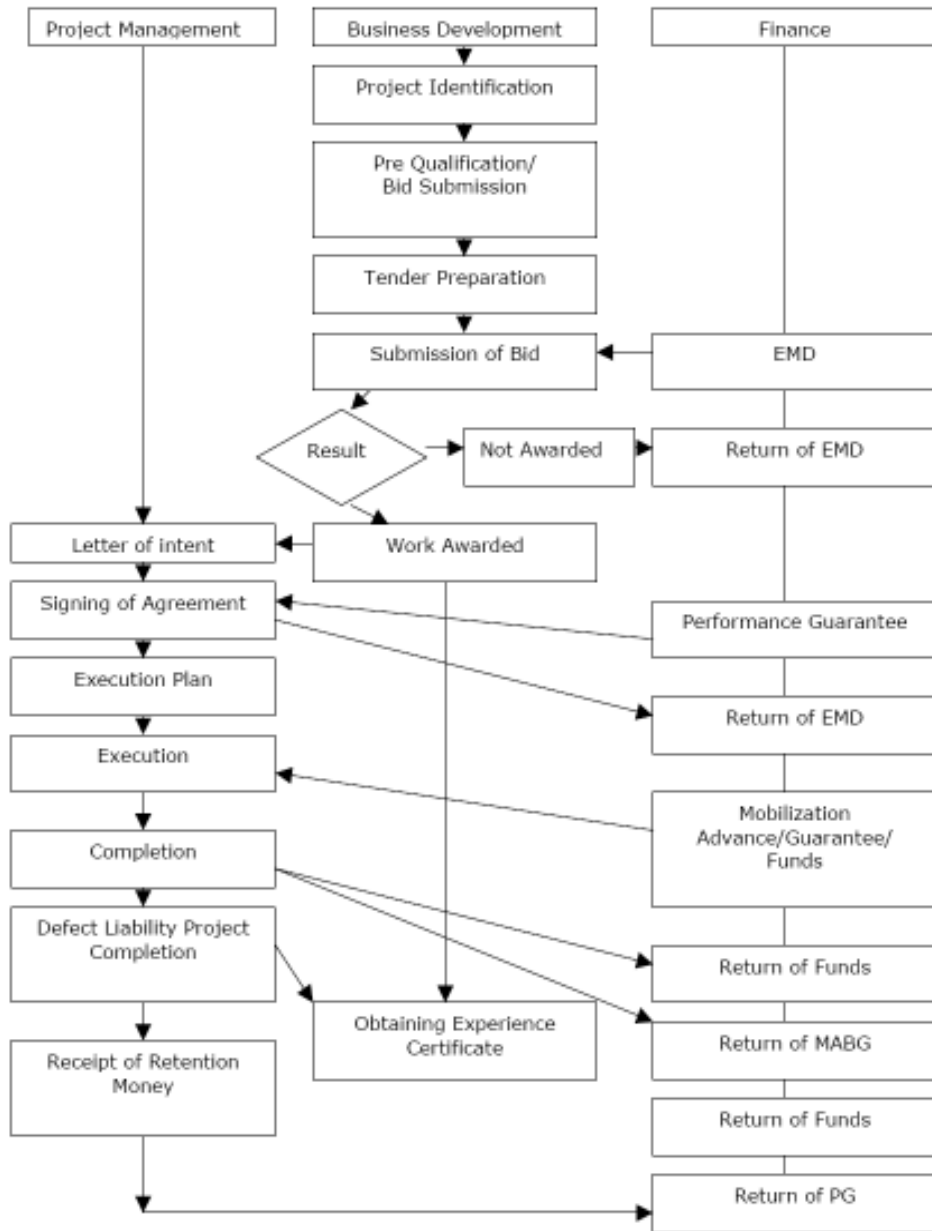 Project Management
Business Development
Finance
Project Identification
Pre Qualification/
Bid Submission
Tender Preparation
Submission of Bid
EMD
Result
Not Awarded
Return of EMD
Letter of intent
Work Awarded
Signing of Agreement
Performance Guarantee
Execution Plan
Return of EMD
Execution
Mobilization
Advance/Guarantee/
Funds
Completion
Defect Liability Project
Completion
Return of Funds
Obtaining Experience
Certificate
Return of MABG
Receipt of Retention
Money
Return of Funds
Return of PG